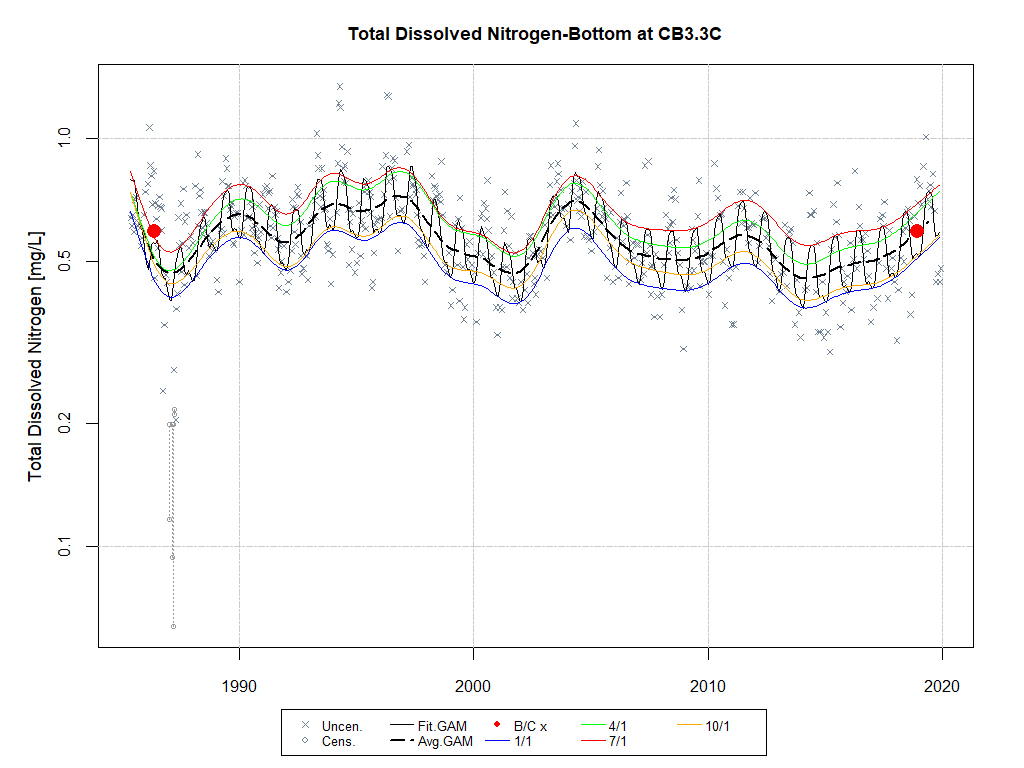 Total Dissolved Nitrogen-Bottom at CB3.3C
Total Dissolved Nitrogen [mg/L]
1.0
0.5
0.2
0.1
1990 2000 2010 2020
Uncen. Fit.GAM B/C x 4/1 10/1
Cens. Avg.GAM 1/1 7/1